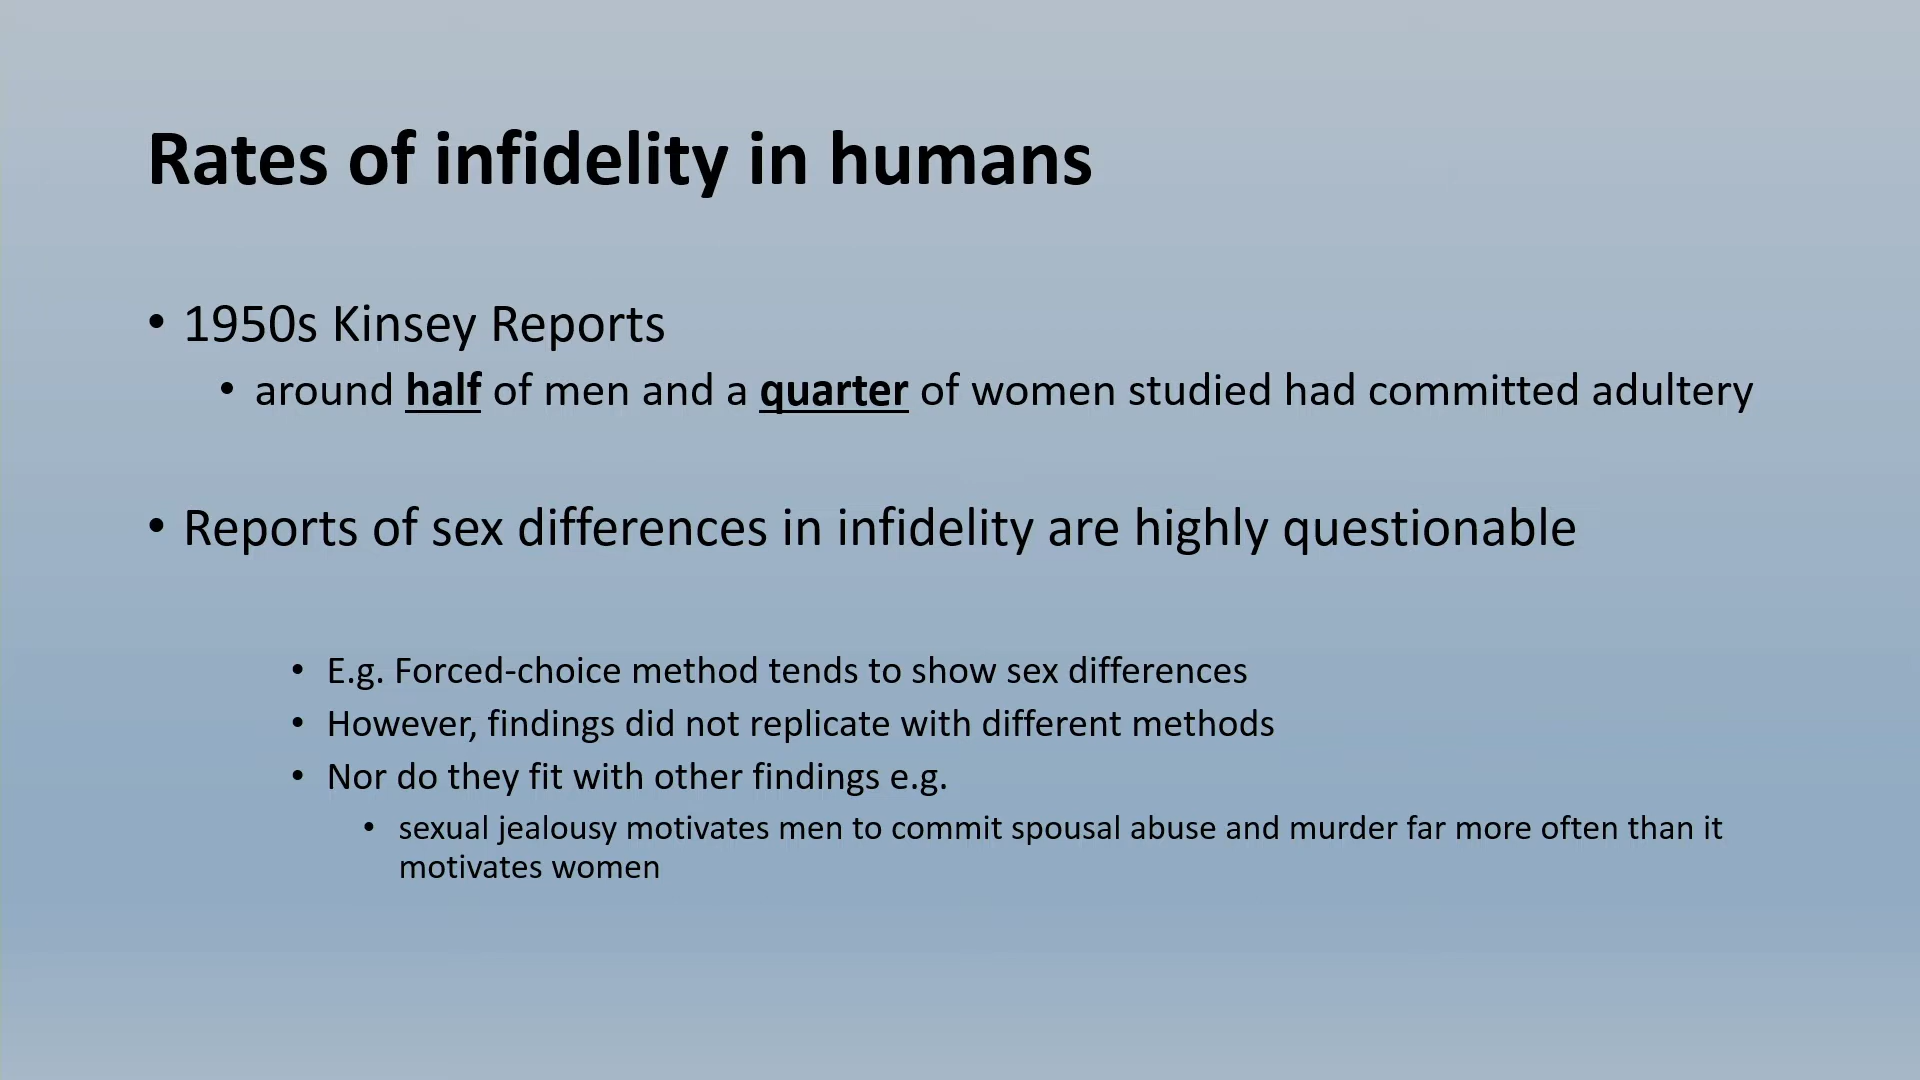 Rates of infidelity in humans
• 1950s Kinsey Reports
• around half of men and a quarter of women studied had committed adultery
• Reports of sex differences in infidelity are highly questionable
• E.g. Forced-choice method tends to show sex differences
• However, findings did not replicate with different methods
• Nor do they fit with other findings e.g.
• sexual jealousy motivates men to commit spousal abuse and murder far more often than it
motivates women